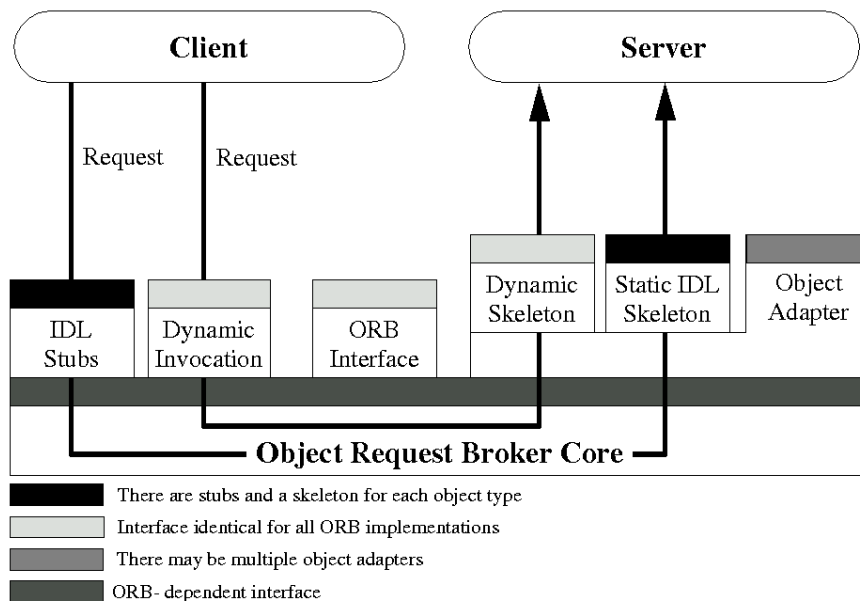 Client
Server
Request
Request
IDL
Stubs
Dynamic
Invocation
ORB
Interface
Dynamic
Skeleton
Static IDL
Skeleton
Object
Adapter
Object Request Broker Core
There are stubs and a skeleton for each object type
Interface identical for all ORB implementations
There may be multiple object adapters
ORB- dependent interface